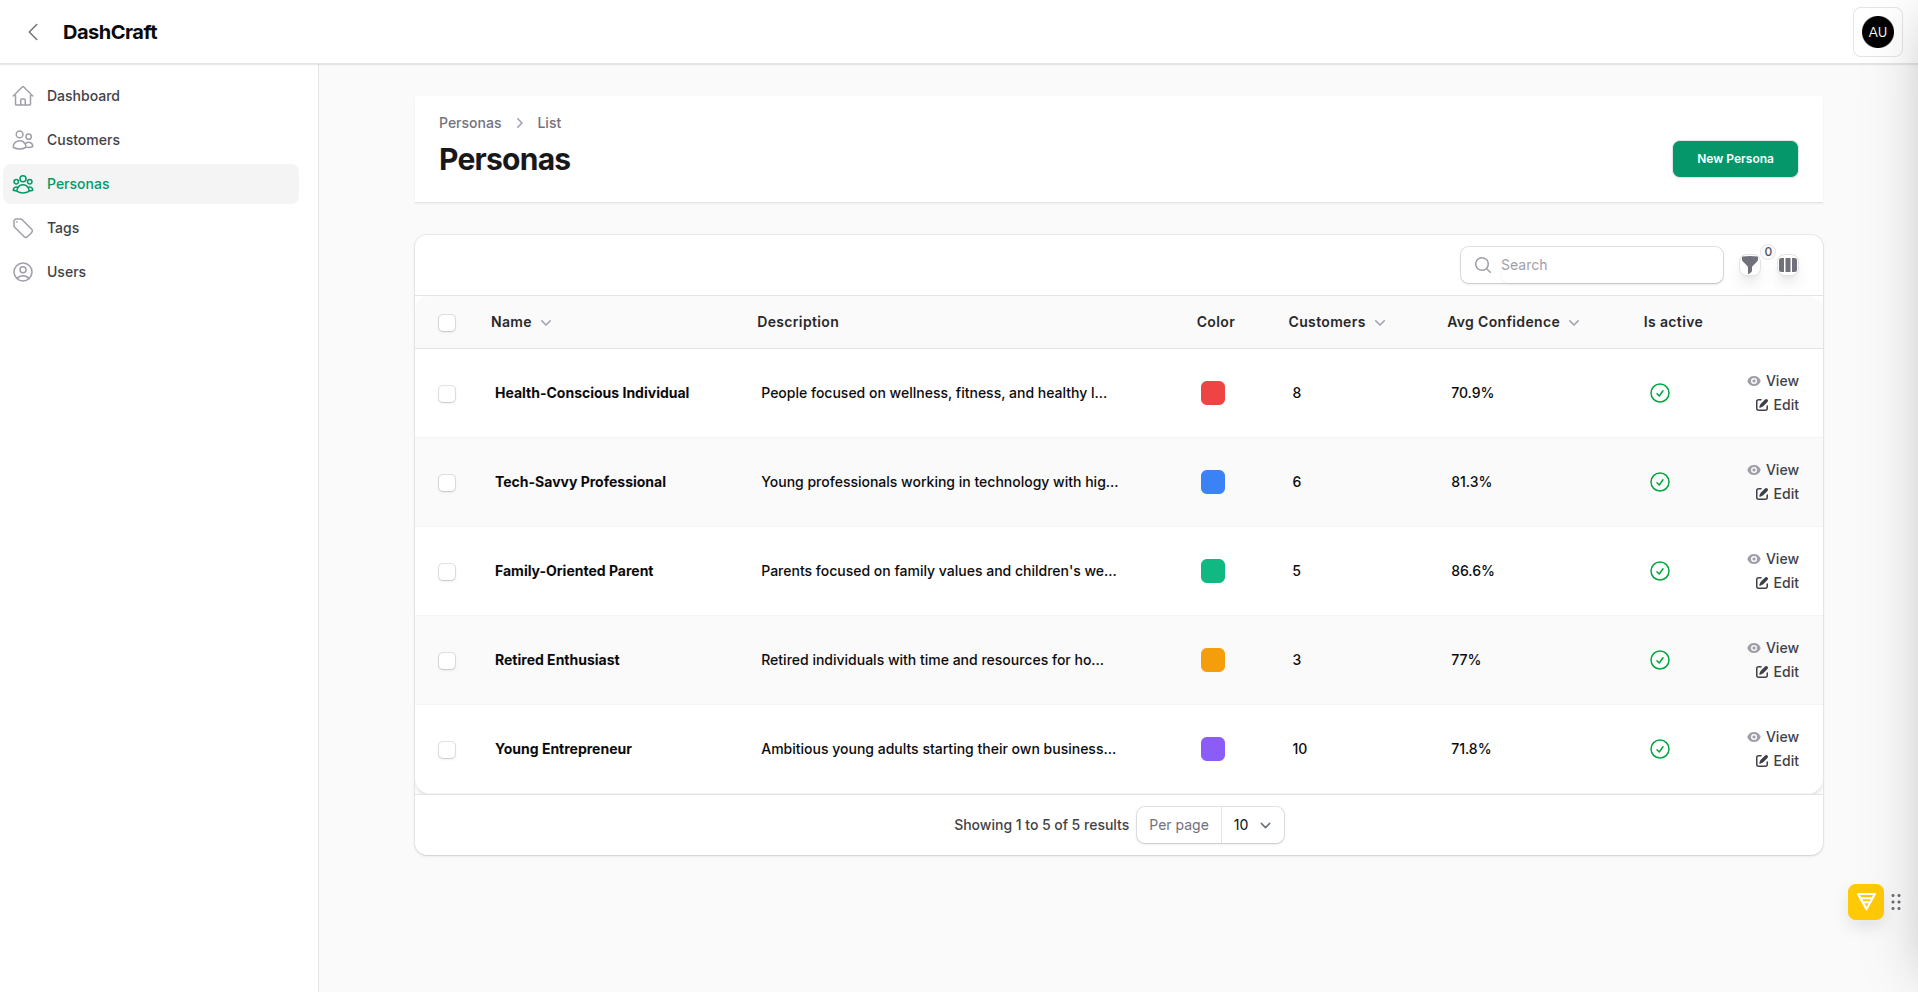 DashCraft
AU
Dashboard
Customers
Personas
Tags
Users
Personas > List
Personas
New Persona
Search
0
Name Description Color Customers Avg Confidence Is active
Health-Conscious Individual People focused on wellness, fitness, and healthy l... 8 70.9% View
Edit
Tech-Savvy Professional Young professionals working in technology with hig... 6 81.3% View
Edit
Family-Oriented Parent Parents focused on family values and children's we... 5 86.6% View
Edit
Retired Enthusiast Retired individuals with time and resources for ho... 3 77% View
Edit
Young Entrepreneur Ambitious young adults starting their own business... 10 71.8% View
Edit
Showing 1 to 5 of 5 results Per page 10